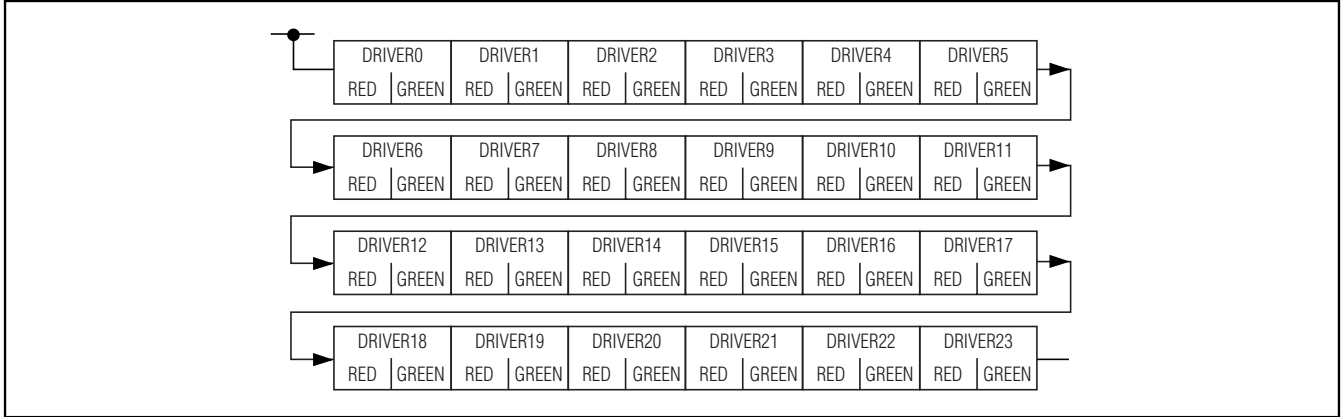 DRIVER0 DRIVER1 DRIVER2 DRIVER3 DRIVER4 DRIVER5
RED GREEN RED GREEN RED GREEN RED GREEN RED GREEN RED GREEN
DRIVER6 DRIVER7 DRIVER8 DRIVER9 DRIVER10 DRIVER11
RED GREEN RED GREEN RED GREEN RED GREEN RED GREEN RED GREEN
DRIVER12 DRIVER13 DRIVER14 DRIVER15 DRIVER16 DRIVER17
RED GREEN RED GREEN RED GREEN RED GREEN RED GREEN RED GREEN
DRIVER18 DRIVER19 DRIVER20 DRIVER21 DRIVER22 DRIVER23
RED GREEN RED GREEN RED GREEN RED GREEN RED GREEN RED GREEN